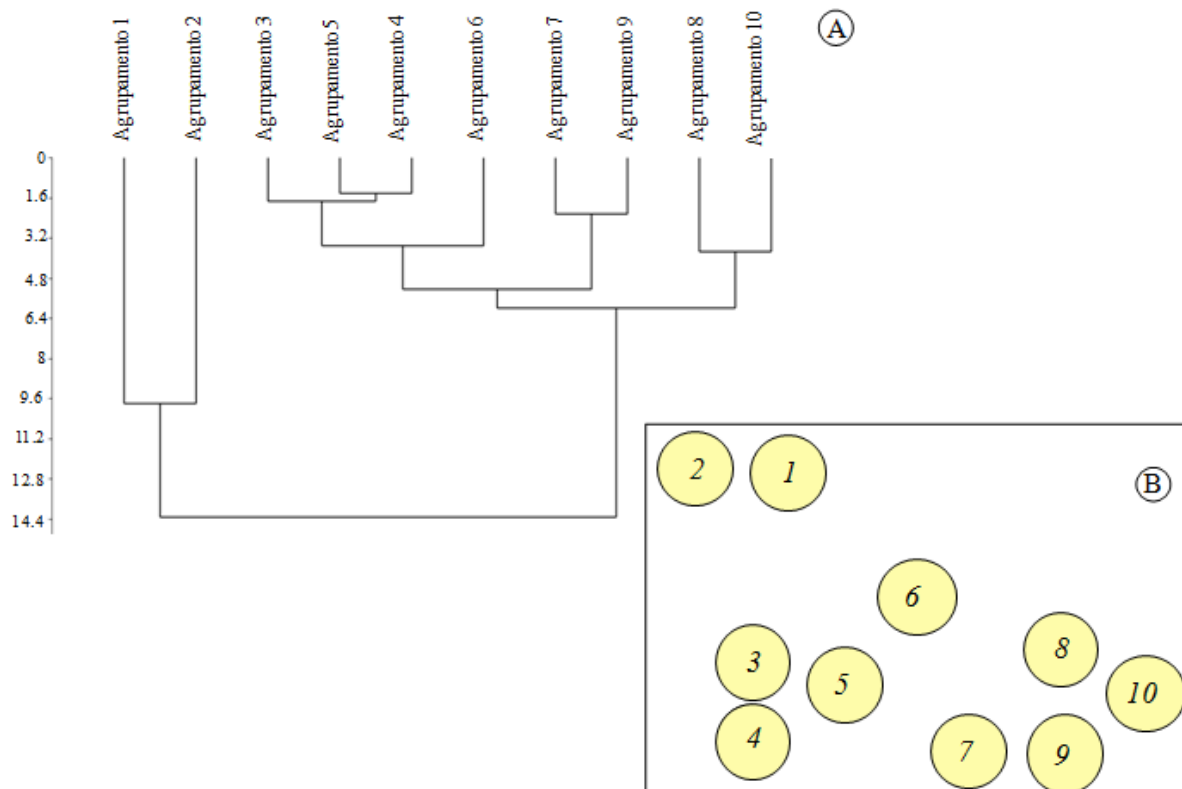 Agrupamento 1
Agrupamento 2
Agrupamento 3
Agrupamento 5
Agrupamento 4
Agrupamento 6
Agrupamento 7
Agrupamento 9
Agrupamento 8
Agrupamento 10
A
0
1.6
3.2
4.8
6.4
8
9.6
11.2
12.8
14.4
B
2
1
6
3
5
8
10
4
7
9